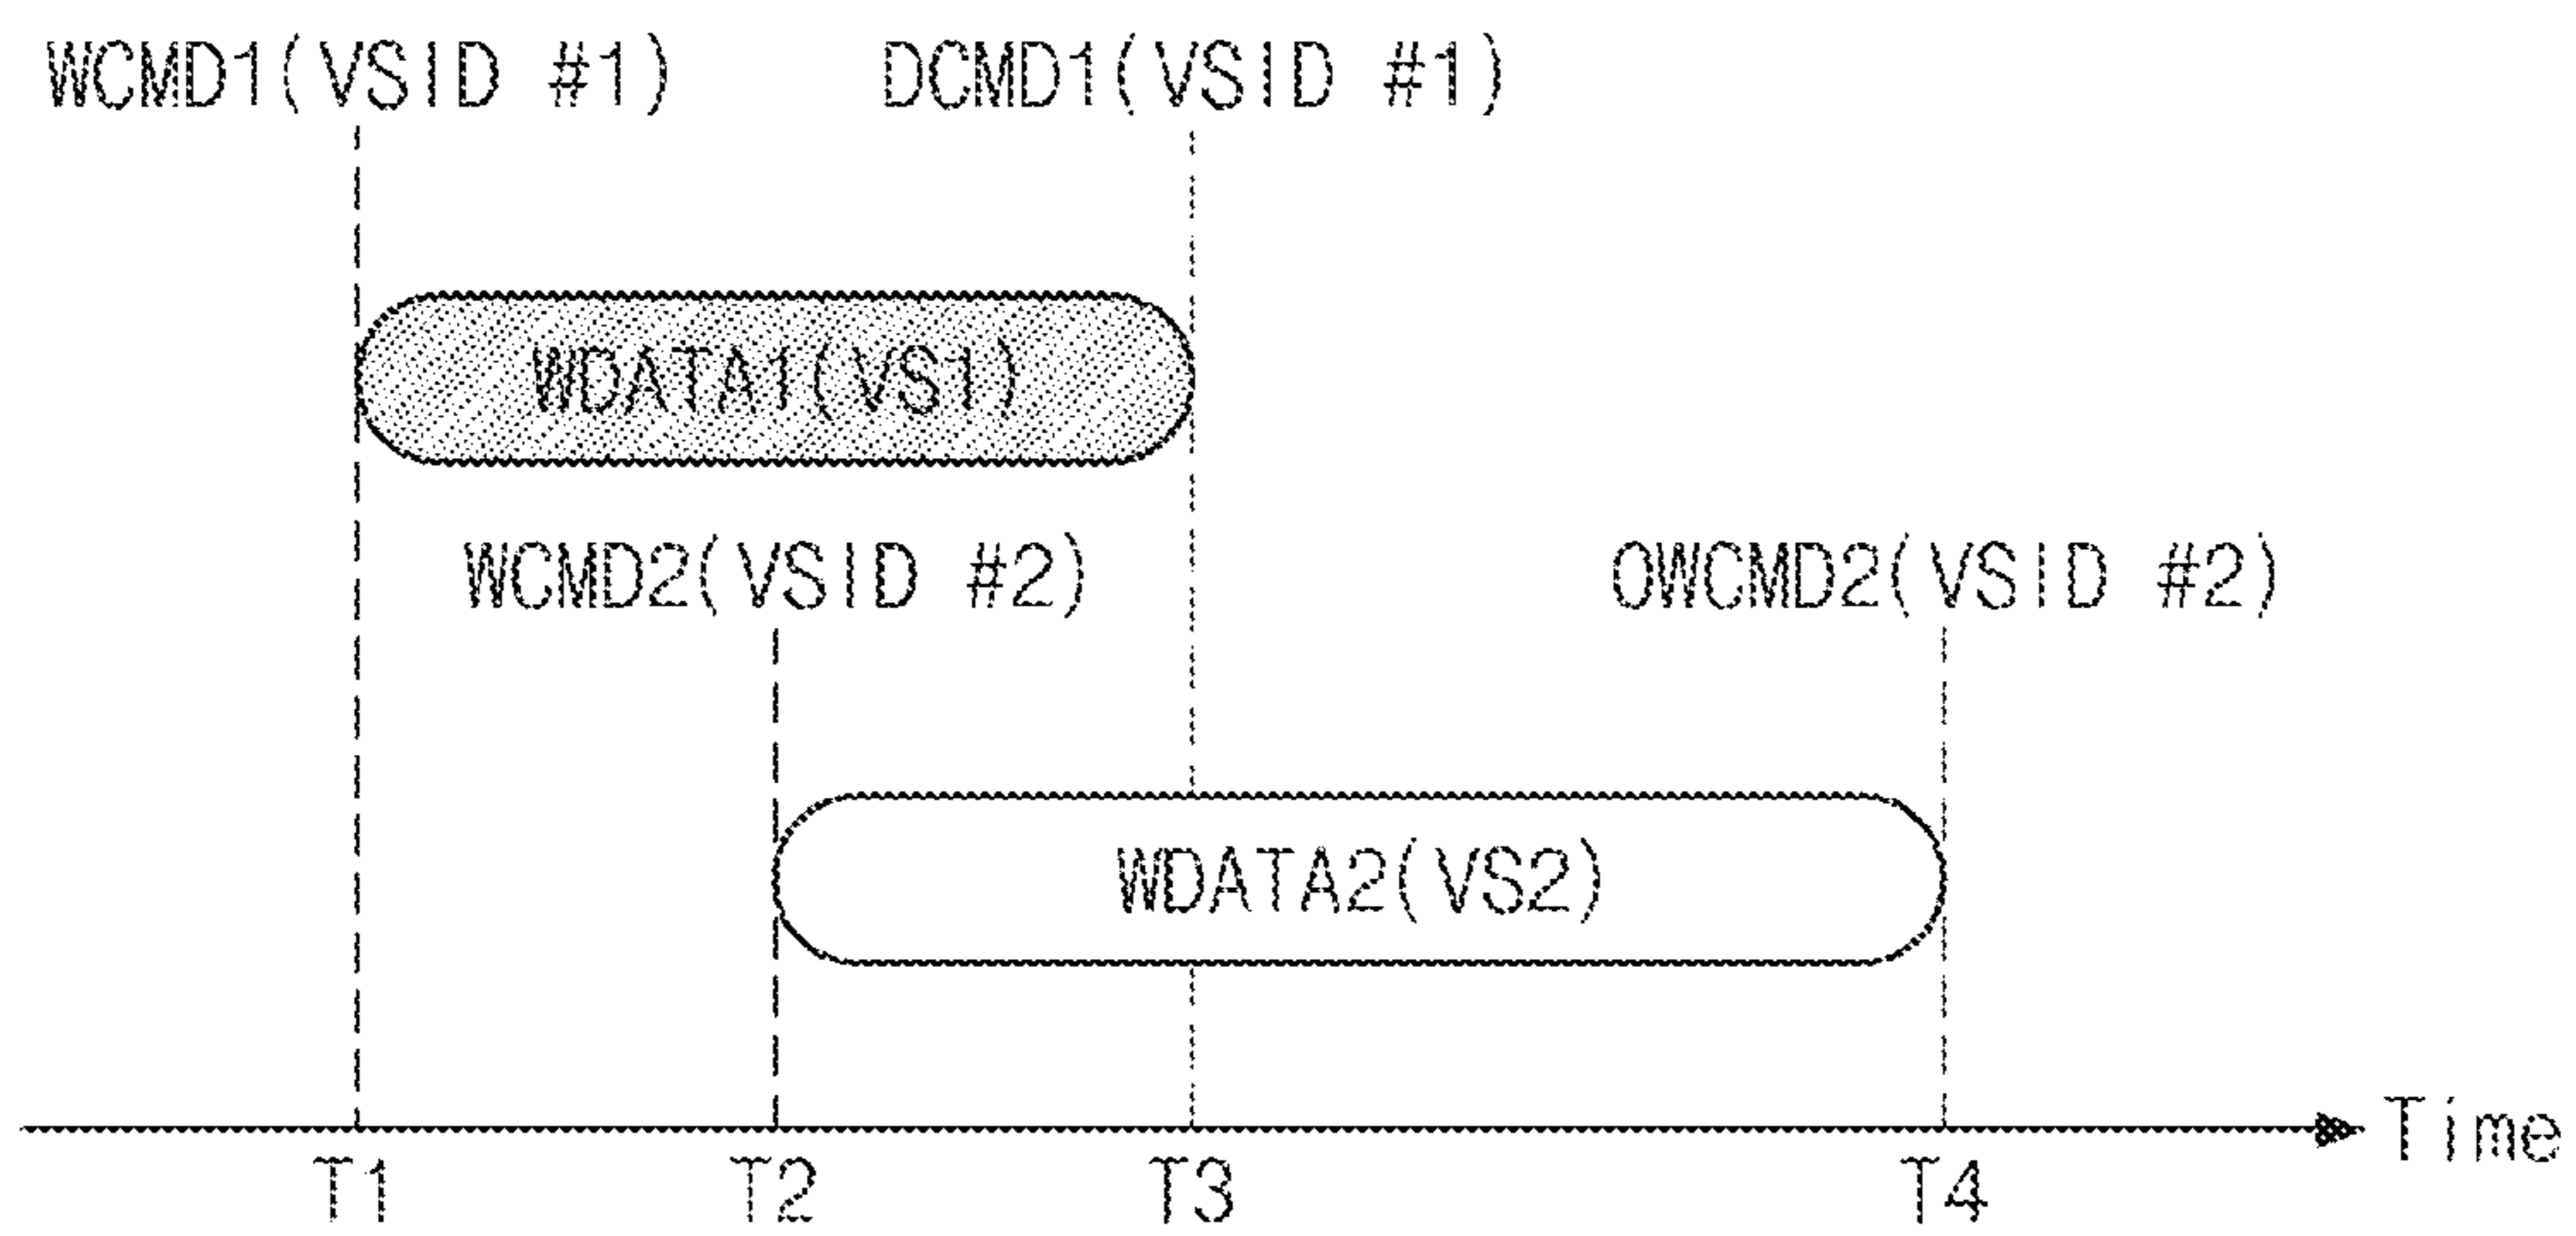 WCMD1(VSID #1) DCMD1(VSID #1)
WDATA1(VS1)
WCMD2(VSID #2) OWCMD2(VSID #2)
WDATA2(VS2)
Time
T1 T2 T3 T4